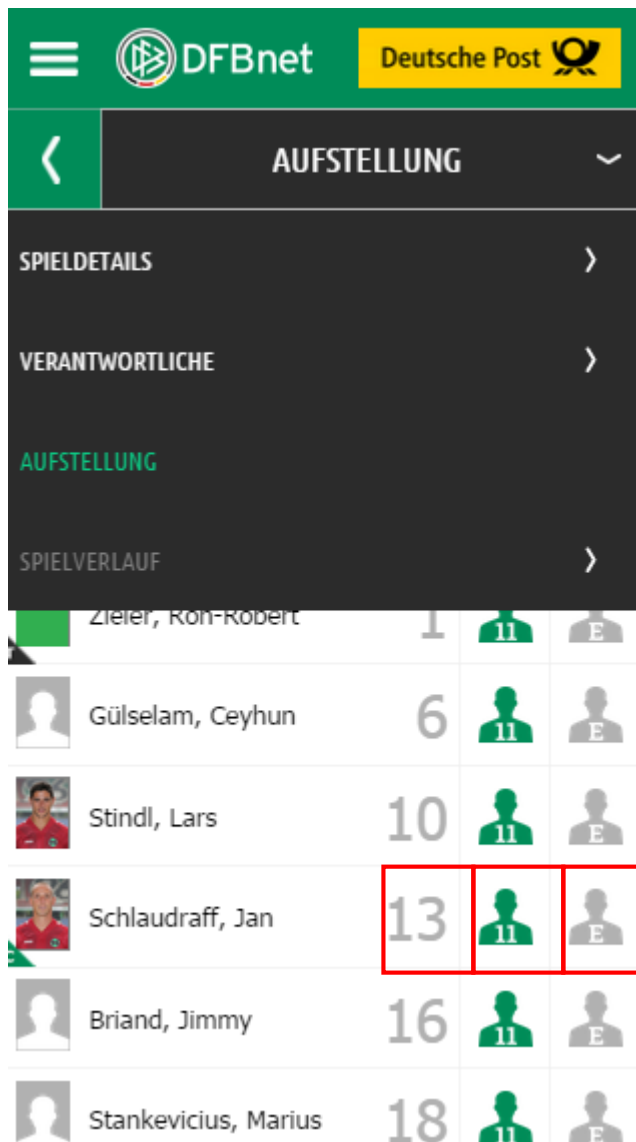 DFBnet
Deutsche Post
AUFSTELLUNG
SPIELDETAILS
VERANTWORTLICHE
AUFSTELLUNG
SPIELVERLAUF
Zieler, Ron-Robert 1 11 E
Gülselam, Ceyhun 6 11 E
Stindl, Lars 10 11 E
Schlaudraff, Jan 13 11 E
Briand, Jimmy 16 11 E
Stankevicius, Marius 18 11 E